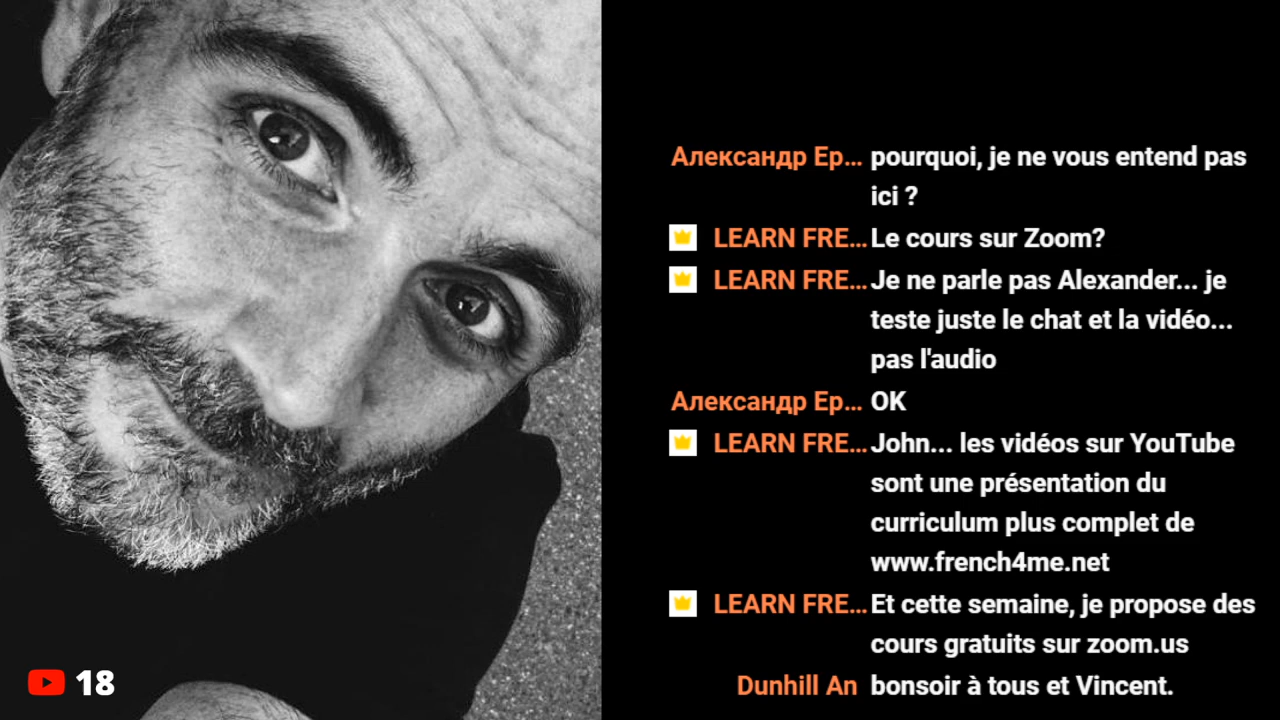 Александр Ер... pourquoi, je ne vous entend pas
ici ?
LEARN FRE... Le cours sur Zoom?
LEARN FRE... Je ne parle pas Alexander... je
teste juste le chat et la vidéo...
pas l'audio
Александр Ер... OK
LEARN FRE... John... les vidéos sur YouTube
sont une présentation du
curriculum plus complet de
www.french4me.net
LEARN FRE... Et cette semaine, je propose des
cours gratuits sur zoom.us
Dunhill An bonsoir à tous et Vincent.
18